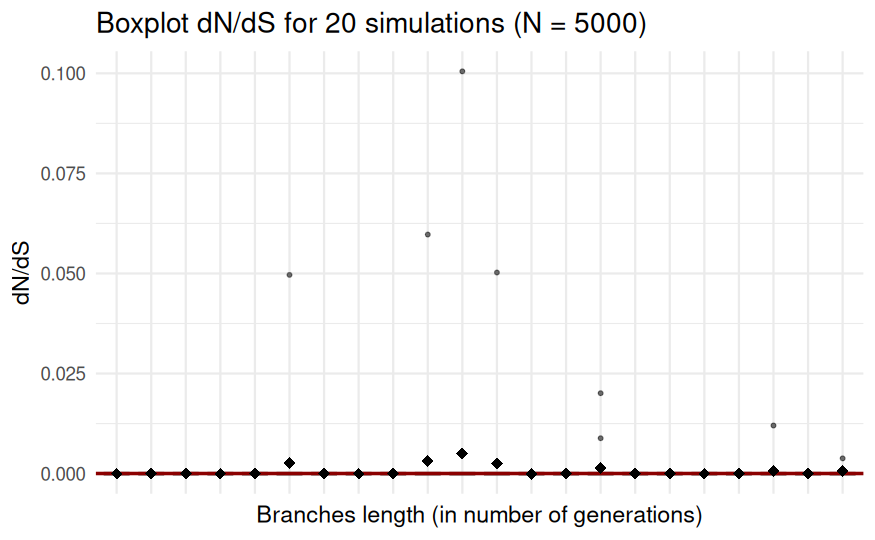 Boxplot dN/dS for 20 simulations (N = 5000)
0.100
0.075
0.050
0.025
0.000
dN/dS
Branches length (in number of generations)